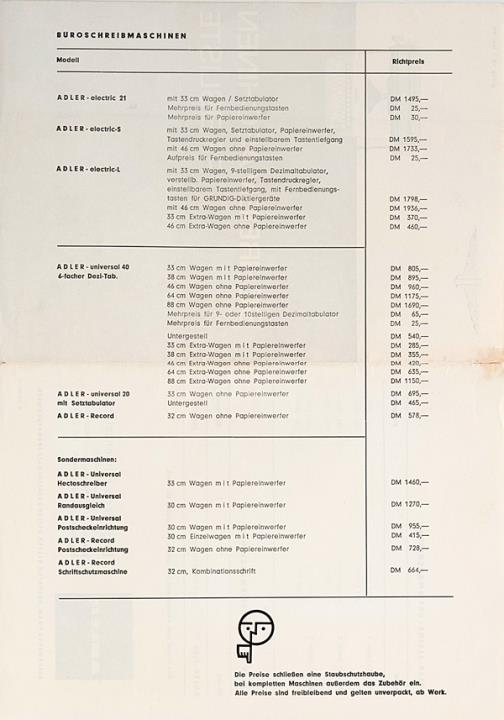 BÜROSCHREIBMASCHINEN
Modell Richtpreis
ADLER - electric 21 mit 33 cm Wagen / Setztabulator DM 1495,—
Mehrpreis für Fernbedienungstasten DM 25,—
Mehrpreis für Papiereinwerfer DM 30,—
ADLER - electric-S mit 33 cm Wagen, Setztabulator, Papiereinwerfer,
Tastendruckregler und einstellbarem Tastentiefgang DM 1595,—
mit 46 cm Wagen ohne Papiereinwerfer DM 1733,—
Aufpreis für Fernbedienungstasten DM 25,—
ADLER - electric-L mit 33 cm Wagen, 9-stelligem Dezimaltabulator,
verstellb. Papiereinwerfer, Tastendruckregler,
einstellbarem Tastentiefgang, mit Fernbedienungs-
tasten für GRUNDIG-Diktiergeräte DM 1798,—
mit 46 cm Wagen ohne Papiereinwerfer DM 1936,—
33 cm Extra-Wagen mit Papiereinwerfer DM 370,—
46 cm Extra-Wagen ohne Papiereinwerfer DM 460,—
ADLER - universal 40 33 cm Wagen mit Papiereinwerfer DM 805,—
6-facher Dezi-Tab. 38 cm Wagen mit Papiereinwerfer DM 895,—
46 cm Wagen ohne Papiereinwerfer DM 960,—
64 cm Wagen ohne Papiereinwerfer DM 1175,—
88 cm Wagen ohne Papiereinwerfer DM 1690,—
Mehrpreis für 9- oder 10stelligen Dezimaltabulator DM 65,—
Mehrpreis für Fernbedienungstasten DM 25,—
Untergestell DM 540,—
33 cm Extra-Wagen mit Papiereinwerfer DM 285,—
38 cm Extra-Wagen mit Papiereinwerfer DM 355,—
46 cm Extra-Wagen ohne Papiereinwerfer DM 420,—
64 cm Extra-Wagen ohne Papiereinwerfer DM 635,—
88 cm Extra-Wagen ohne Papiereinwerfer DM 1150,—
ADLER - universal 20 33 cm Wagen ohne Papiereinwerfer DM 695,—
mit Setztabulator Untergestell DM 465,—
ADLER - Record 32 cm Wagen ohne Papiereinwerfer DM 578,—
Sondermaschinen:
ADLER - Universal
Hectoschreiber 33 cm Wagen mit Papiereinwerfer DM 1460,—
ADLER - Universal
Randausgleich 30 cm Wagen mit Papiereinwerfer DM 1270,—
ADLER - Universal
Postscheckeinrichtung 30 cm Wagen mit Papiereinwerfer DM 955,—
30 cm Einzelwagen mit Papiereinwerfer DM 415,—
ADLER - Record
Postscheckeinrichtung 32 cm Wagen ohne Papiereinwerfer DM 728,—
ADLER - Record
Schriftschutzmaschine 32 cm, Kombinationsschrift DM 664,—
Die Preise schließen eine Staubschutzhaube,
bei kompletten Maschinen außerdem das Zubehör ein.
Alle Preise sind freibleibend und gelten unverpackt, ab Werk.